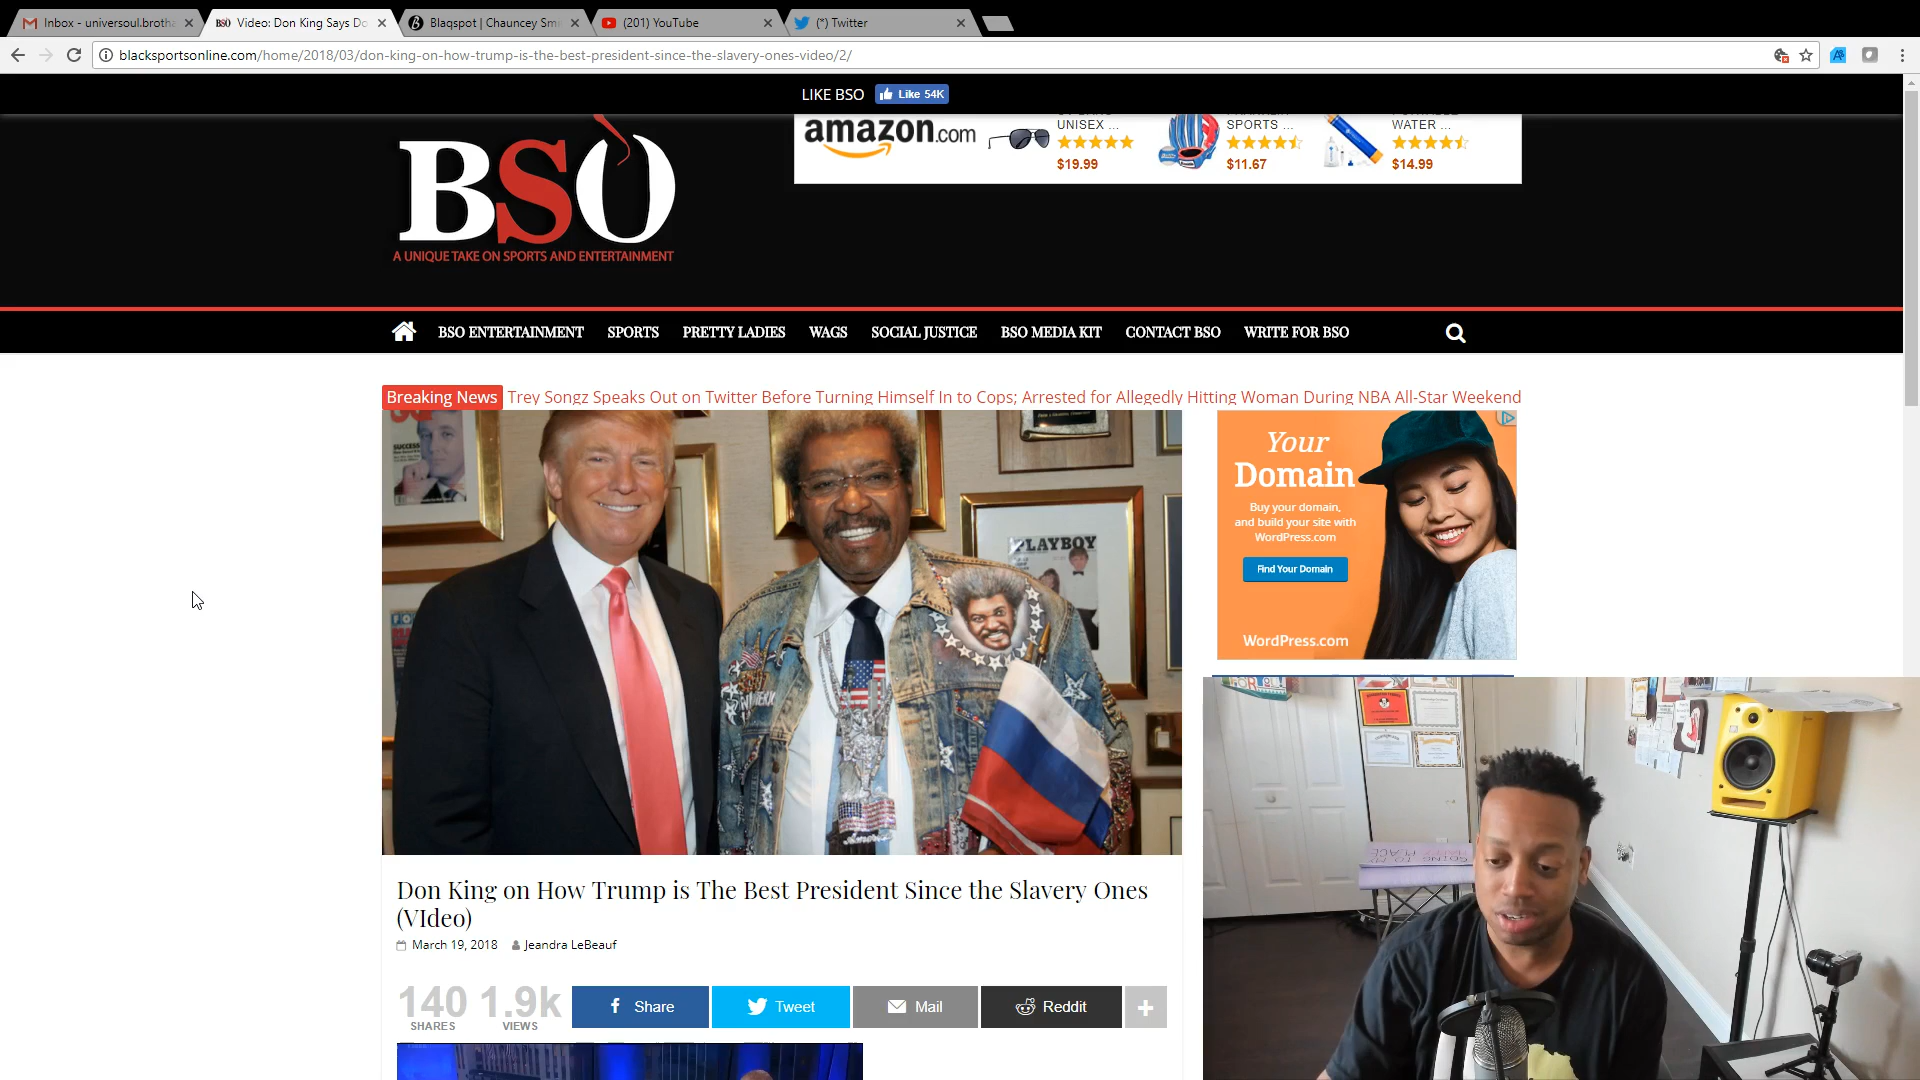 Inbox - universoul.brotha
Video: Don King Says Do
Blaqspot | Chauncey Sm
(201) YouTube
(*) Twitter
blacksportsonline.com/home/2018/03/don-king-on-how-trump-is-the-best-president-since-the-slavery-ones-video/2/
LIKE BSO
Like 54K
BSO
A UNIQUE TAKE ON SPORTS AND ENTERTAINMENT
amazon.com
UNISEX ...
$19.99
SPORTS ...
$11.67
WATER ...
$14.99
BSO ENTERTAINMENT
SPORTS
PRETTY LADIES
WAGS
SOCIAL JUSTICE
BSO MEDIA KIT
CONTACT BSO
WRITE FOR BSO
Breaking News
Trey Songz Speaks Out on Twitter Before Turning Himself In to Cops; Arrested for Allegedly Hitting Woman During NBA All-Star Weekend
SUCCESS
PLAYBOY
Your
Domain
Buy your domain,
and build your site with
WordPress.com
Find Your Domain
WordPress.com
Don King on How Trump is The Best President Since the Slavery Ones
(VIdeo)
March 19, 2018
Jeandra LeBeauf
140
SHARES
1.9k
VIEWS
Share
Tweet
Mail
Reddit